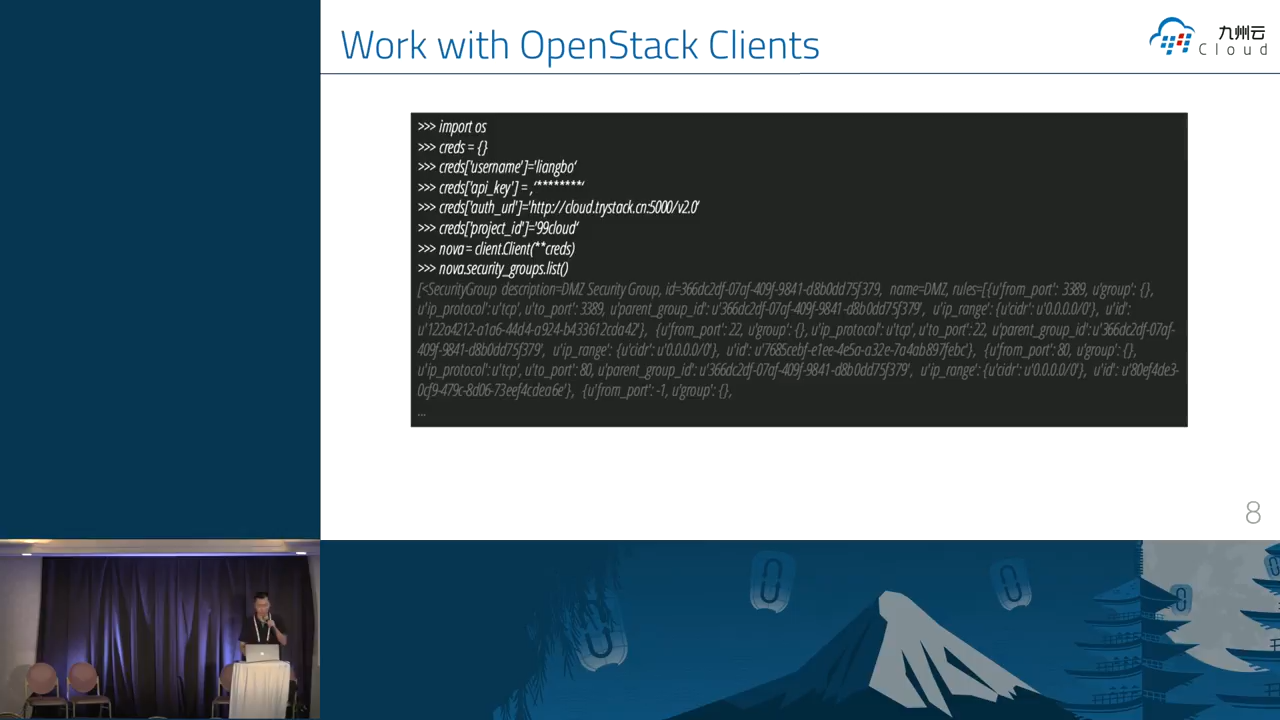 Work with OpenStack Clients
九州云
Cloud
>>> import os
>>> creds = {}
>>> creds['username']='liangbo‘
>>> creds['api_key'] = ,‘********‘
>>> creds['auth_url']='http://cloud.trystack.cn:5000/v2.0‘
>>> creds['project_id']='99cloud‘
>>> nova = client.Client(**creds)
>>> nova.security_groups.list()
[<SecurityGroup description=DMZ Security Group, id=366dc2df-07af-409f-9841-d8b0dd75f379, name=DMZ, rules=[{u'from_port': 3389, u'group': {},
u'ip_protocol': u'tcp', u'to_port': 3389, u'parent_group_id': u'366dc2df-07af-409f-9841-d8b0dd75f379', u'ip_range': {u'cidr': u'0.0.0.0/0'}, u'id':
u'122a4212-a1a6-44d4-a924-b433612cda42'}, {u'from_port': 22, u'group': {}, u'ip_protocol': u'tcp', u'to_port': 22, u'parent_group_id': u'366dc2df-07af-
409f-9841-d8b0dd75f379', u'ip_range': {u'cidr': u'0.0.0.0/0'}, u'id': u'7685cebf-e1ee-4e5a-a32e-7a4ab897febc'}, {u'from_port': 80, u'group': {},
u'ip_protocol': u'tcp', u'to_port': 80, u'parent_group_id': u'366dc2df-07af-409f-9841-d8b0dd75f379', u'ip_range': {u'cidr': u'0.0.0.0/0'}, u'id': u'80ef4de3-
0cf9-479c-8d06-73eef4cdea6e'}, {u'from_port': -1, u'group': {},
...
8